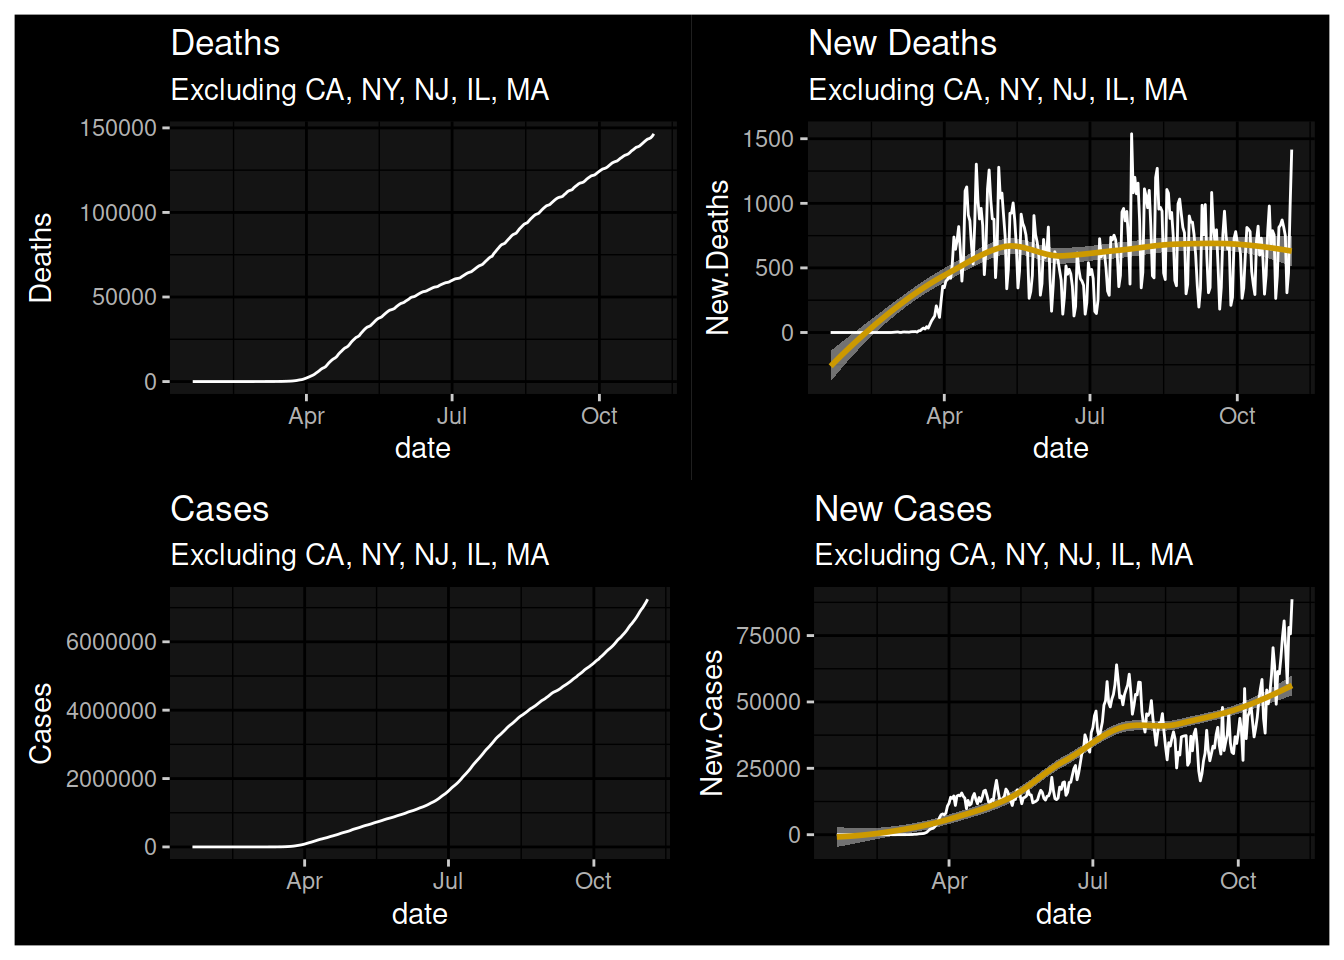 Deaths
Excluding CA, NY, NJ, IL, MA
150000
100000
50000
0
Deaths
Apr
Jul
Oct
date
New Deaths
Excluding CA, NY, NJ, IL, MA
1500
1000
500
0
New.Deaths
Apr
Jul
Oct
date
Cases
Excluding CA, NY, NJ, IL, MA
6000000
4000000
2000000
0
Cases
Apr
Jul
Oct
date
New Cases
Excluding CA, NY, NJ, IL, MA
75000
50000
25000
0
New.Cases
Apr
Jul
Oct
date